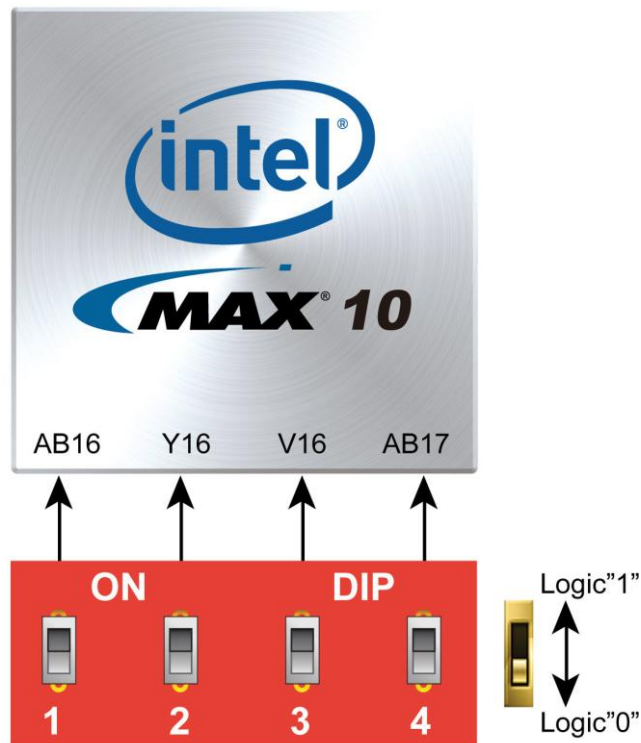 intel®
MAX® 10
AB16 Y16 V16 AB17
ON DIP
1 2 3 4
Logic"1"
Logic"0"